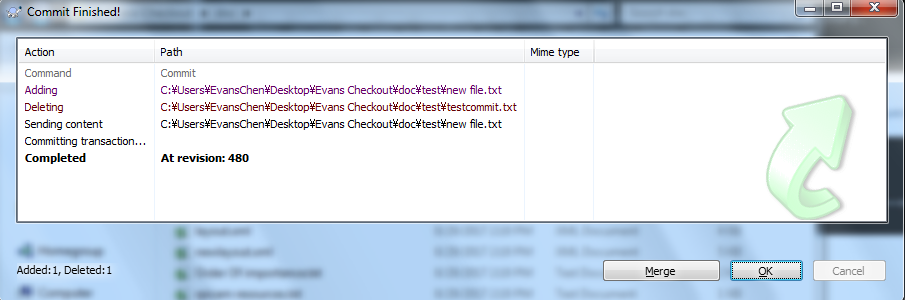 Commit Finished!
Action Path Mime type
Command Commit
Adding C:¥Users¥EvansChen¥Desktop¥Evans Checkout¥doc¥test¥new file.txt
Deleting C:¥Users¥EvansChen¥Desktop¥Evans Checkout¥doc¥test¥testcommit.txt
Sending content C:¥Users¥EvansChen¥Desktop¥Evans Checkout¥doc¥test¥new file.txt
Committing transaction...
Completed At revision: 480
Homegroup
Added:1, Deleted:1
Merge OK Cancel
Computer